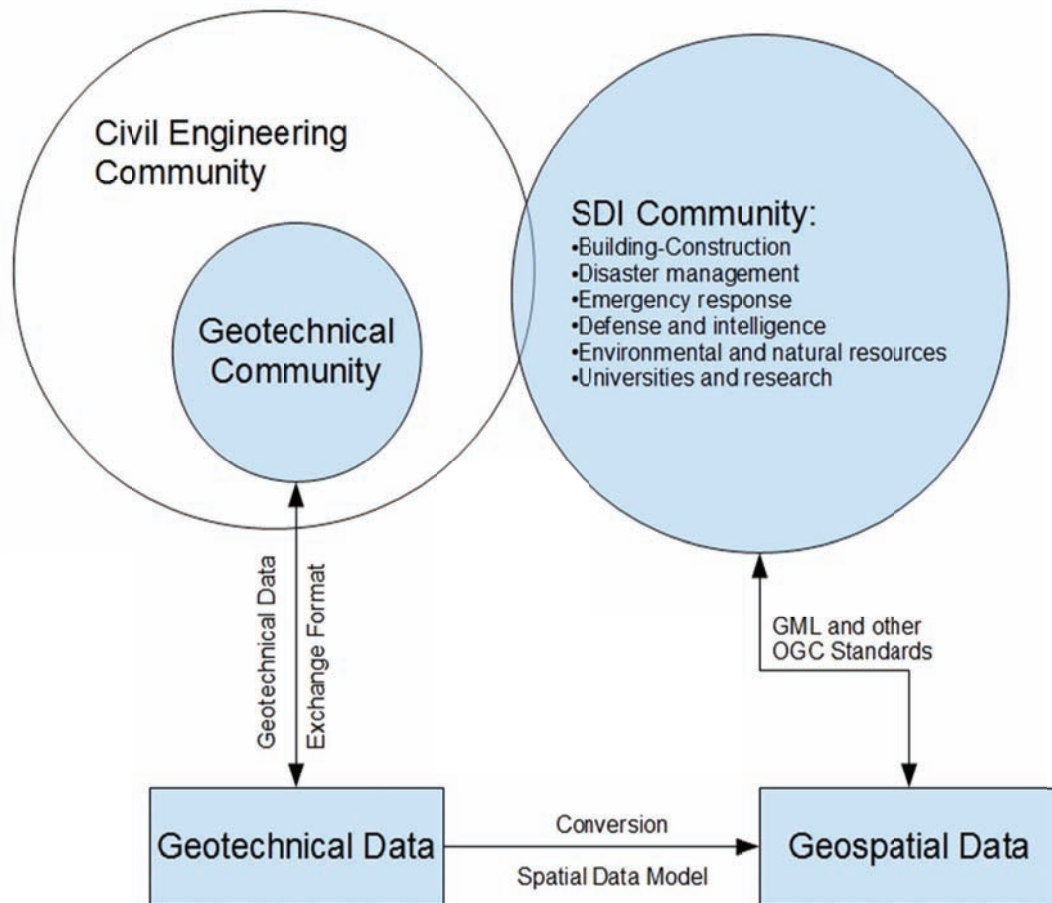 Civil Engineering
Community
Geotechnical
Community
SDI Community:
•Building-Construction
•Disaster management
•Emergency response
•Defense and intelligence
•Environmental and natural resources
•Universities and research
Geotechnical Data
Exchange Format
GML and other
OGC Standards
Geotechnical Data
Conversion
Spatial Data Model
Geospatial Data